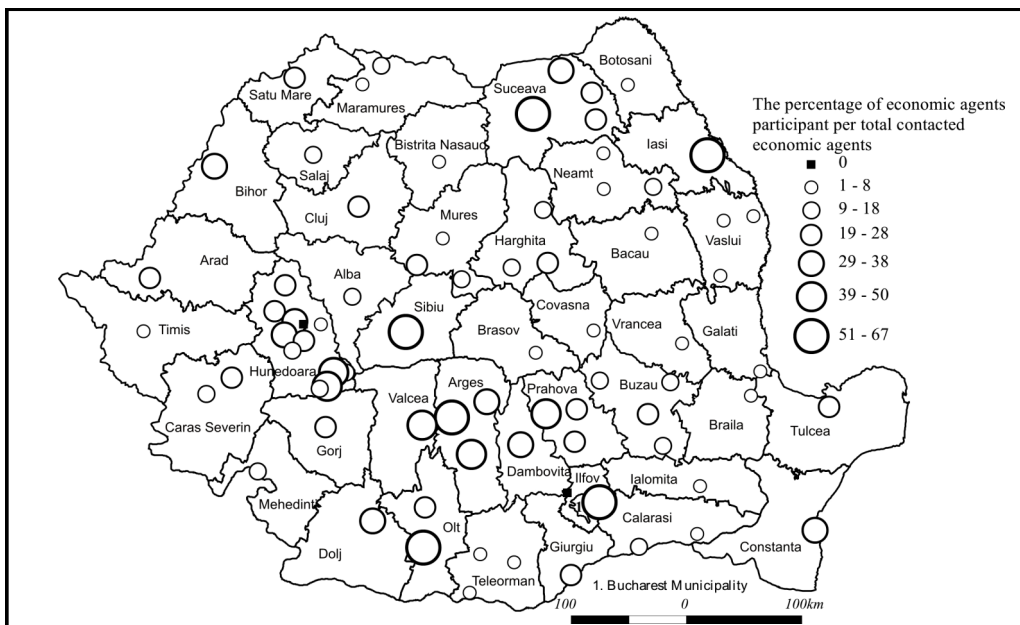 Botosani
Suceava
Satu Mare
Maramures
Iasi
Bistrita Nasaud
Salaj
Neamt
Bihor
Cluj
Mures
Harghita
Vaslui
Bacau
Arad
Alba
Sibiu
Covasna
Timis
Brasov
Vrancea
Galati
Hunedoara
Arges
Prahova
Buzau
Valcea
Caras Severin
Braila
Tulcea
Gorj
Dambovita
Ilfov
Ialomita
Mehedinti
1
Calarasi
Olt
Dolj
Giurgiu
Constanta
Teleorman
The percentage of economic agents
participant per total contacted
economic agents
0
1 - 8
9 - 18
19 - 28
29 - 38
39 - 50
51 - 67
1. Bucharest Municipality
100 0 100km